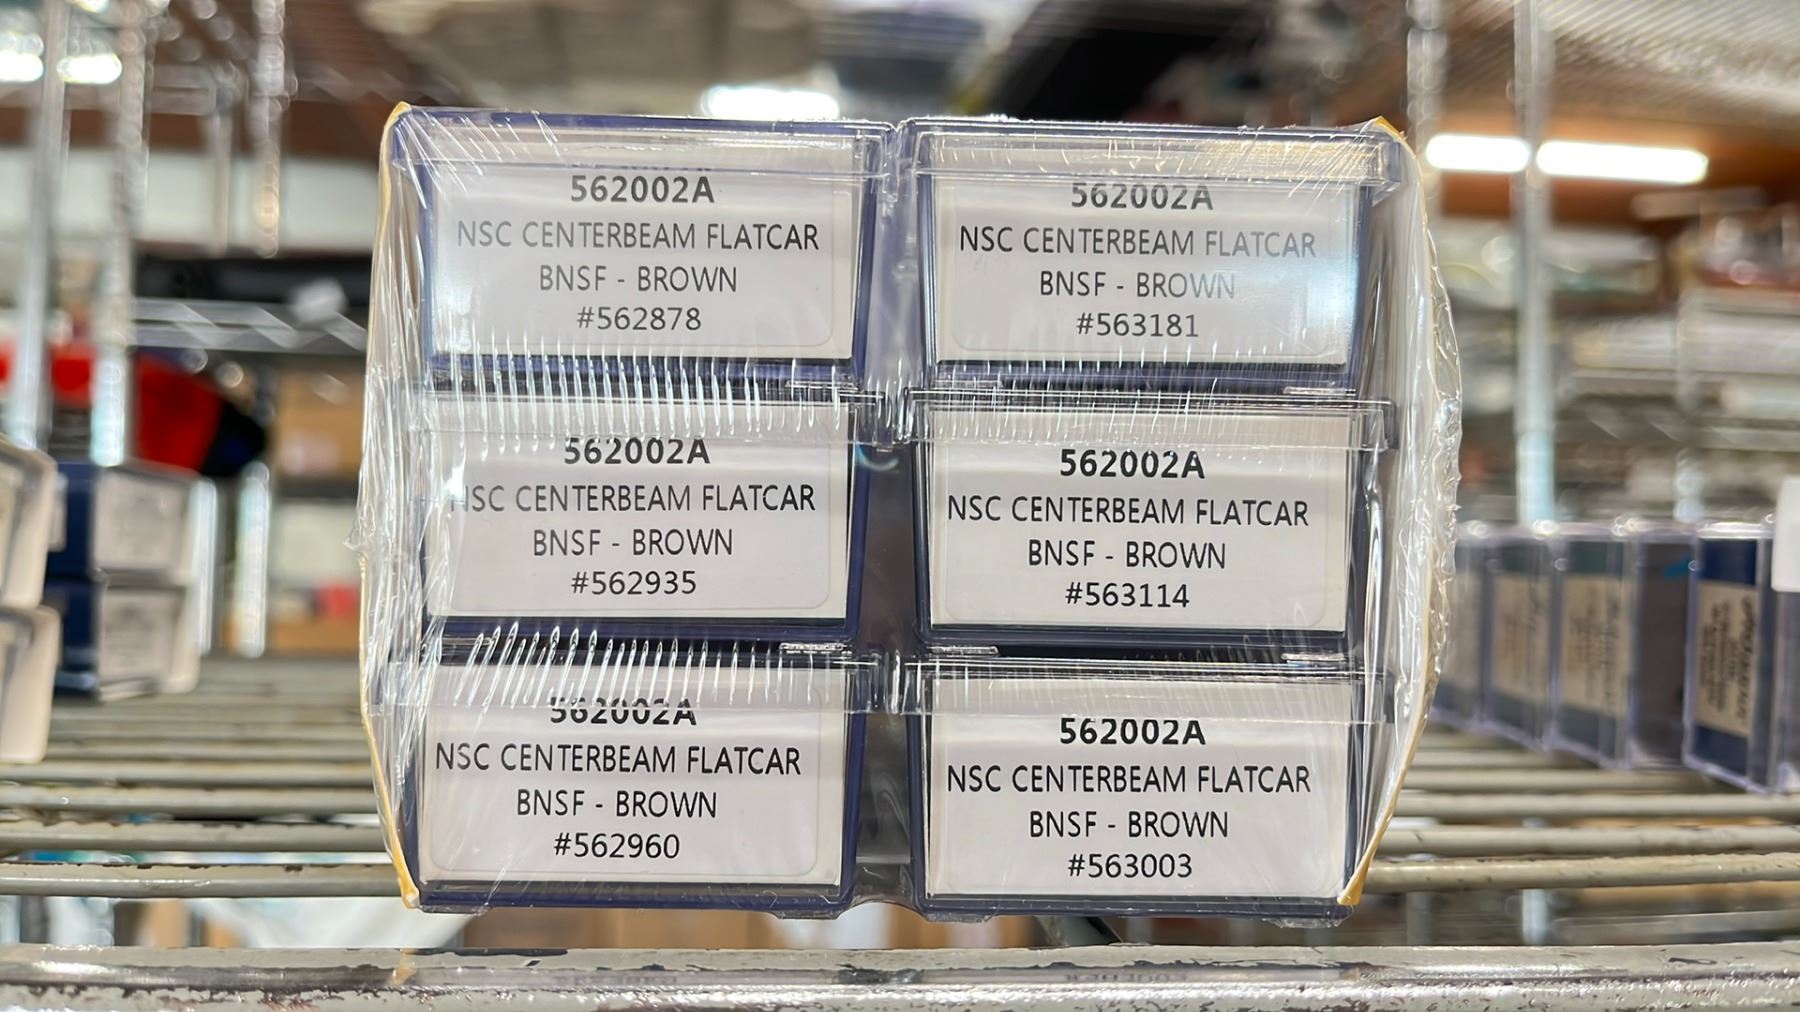 562002A
NSC CENTERBEAM FLATCAR
BNSF - BROWN
#562878
562002A
NSC CENTERBEAM FLATCAR
BNSF - BROWN
#563181
562002A
NSC CENTERBEAM FLATCAR
BNSF - BROWN
#562935
562002A
NSC CENTERBEAM FLATCAR
BNSF - BROWN
#563114
562002A
NSC CENTERBEAM FLATCAR
BNSF - BROWN
#562960
562002A
NSC CENTERBEAM FLATCAR
BNSF - BROWN
#563003